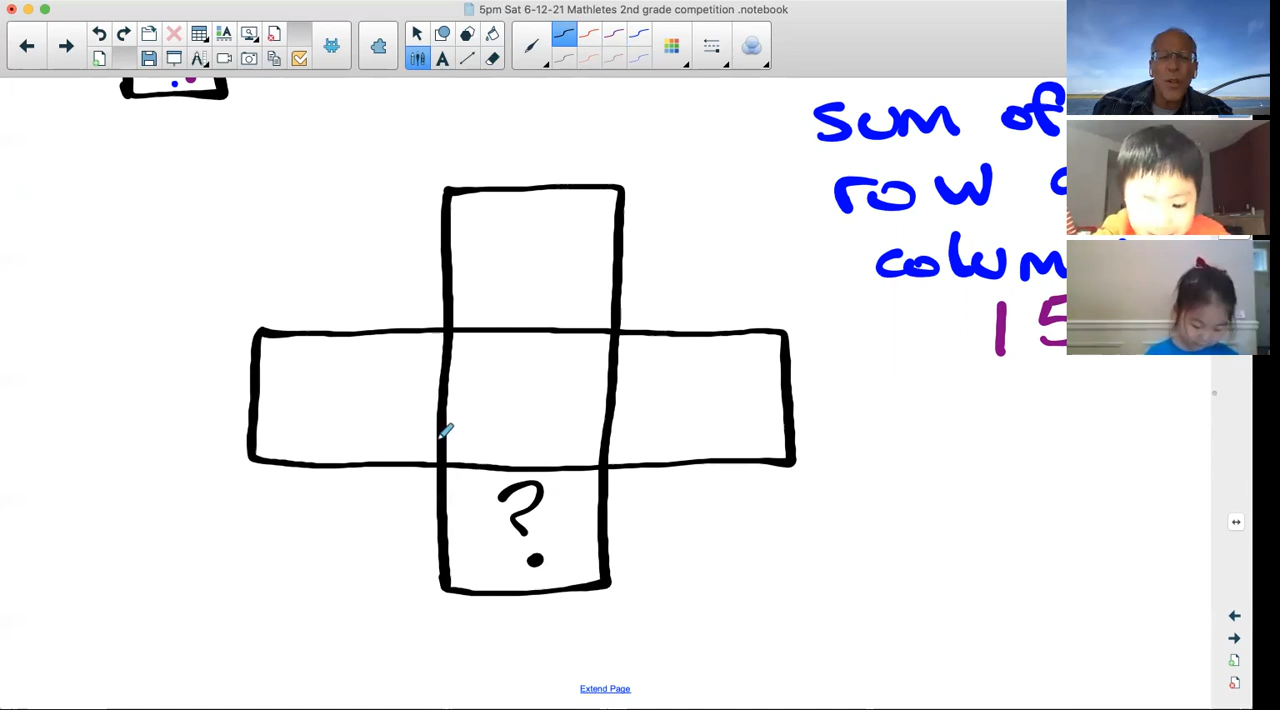 5pm Sat 6-12-21 Mathletes 2nd grade competition .notebook
sum of
row
colum
15
?
Extend Page